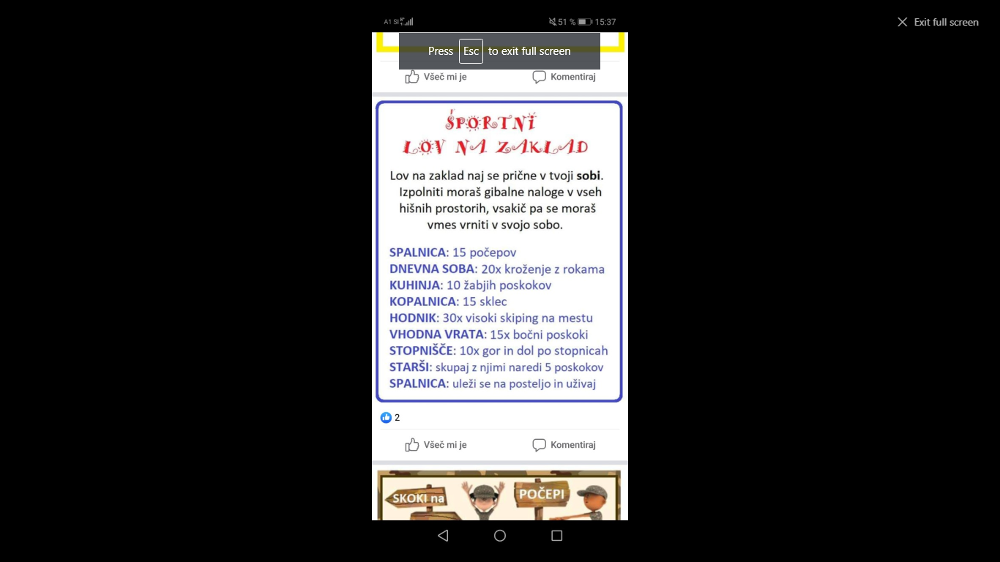 A1 SI 51 % 15:37
Exit full screen
Press Esc to exit full screen
Všeč mi je Komentiraj
ŠPORTNI
LOV NA ZAKLAD
Lov na zaklad naj se prične v tvoji sobi.
Izpolniti moraš gibalne naloge v vseh
hišnih prostorih, vsakič pa se moraš
vmes vrniti v svojo sobo.
SPALNICA: 15 počepov
DNEVNA SOBA: 20x kroženje z rokama
KUHINJA: 10 žabjih poskokov
KOPALNICA: 15 sklec
HODNIK: 30x visoki skiping na mestu
VHODNA VRATA: 15x bočni poskoki
STOPNIŠČE: 10x gor in dol po stopnicah
STARŠI: skupaj z njimi naredi 5 poskokov
SPALNICA: uleži se na posteljo in uživaj
2
Všeč mi je Komentiraj
SKOKI na
POČEPI